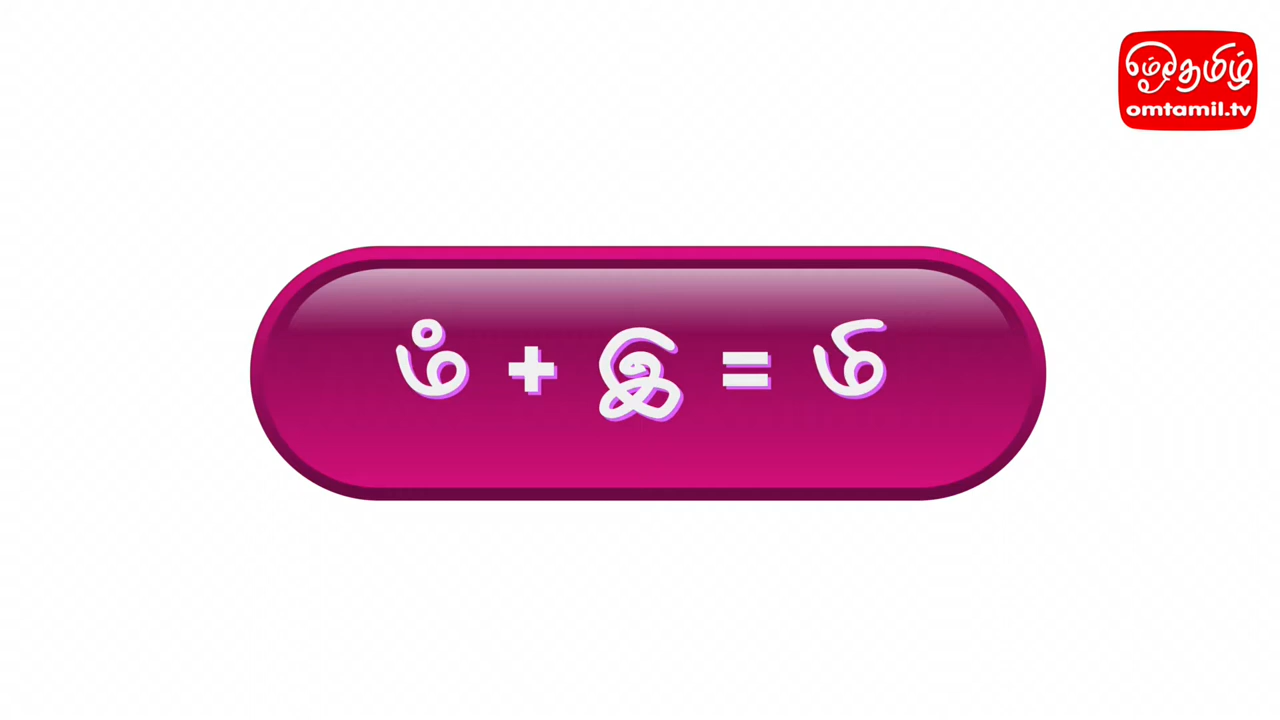 ஓம்தமிழ்
omtamil.tv
ம் + இ = மி